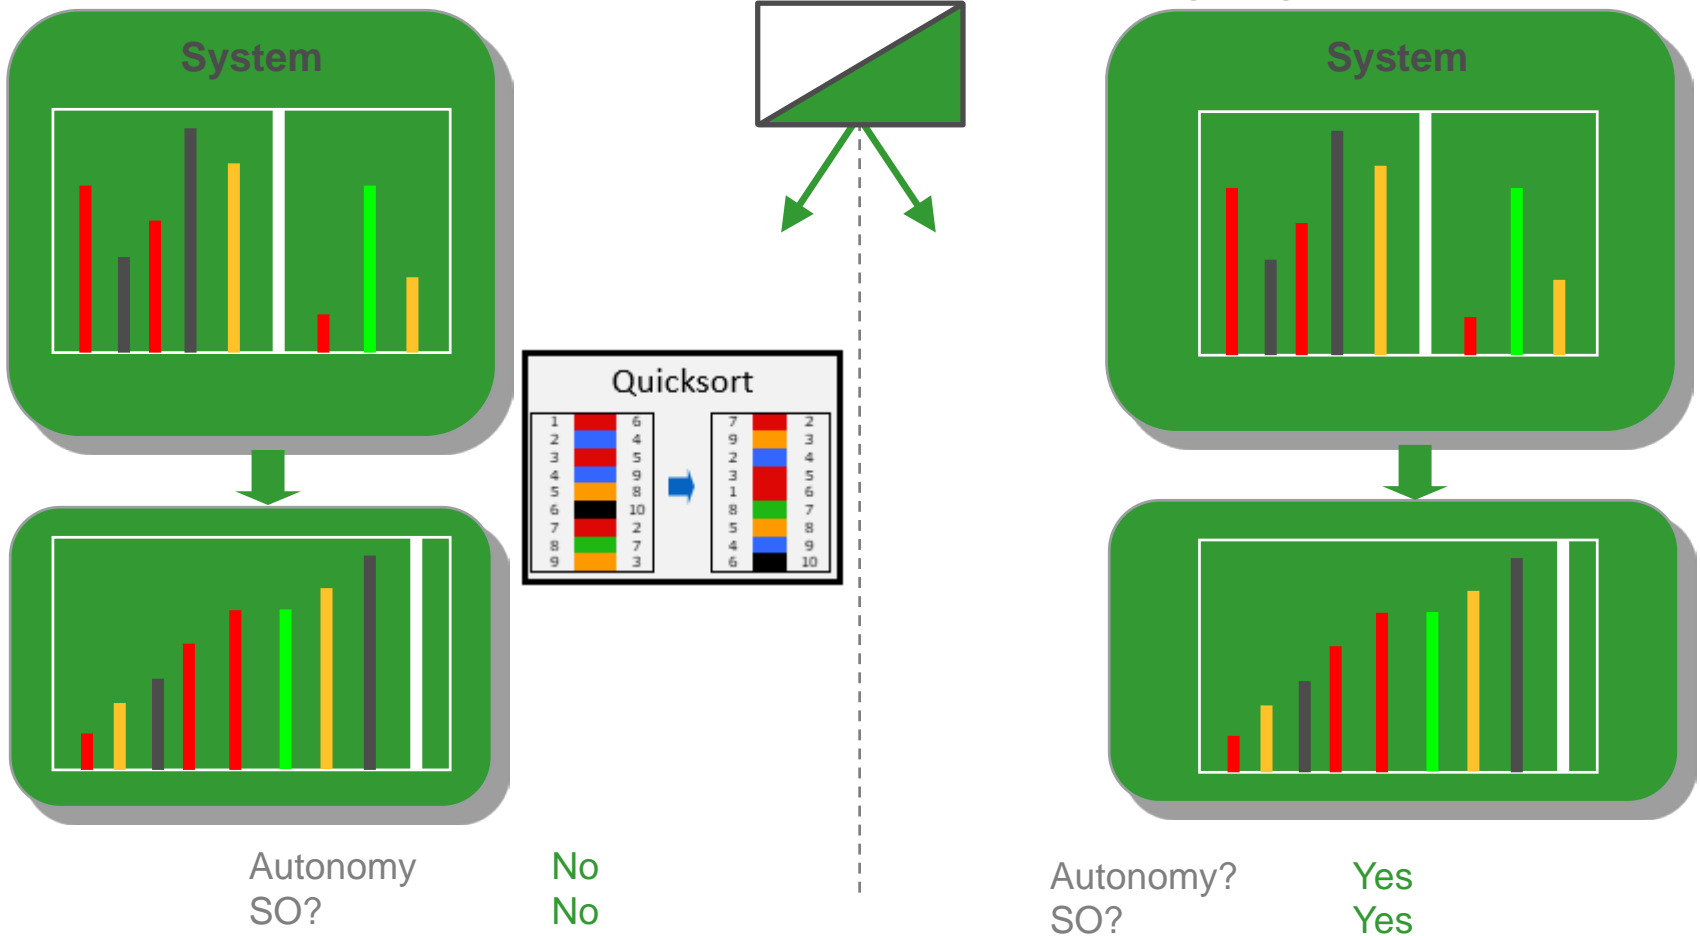 System
System
Quicksort
1 6 7 2
2 4 9 3
3 5 2 4
4 9 3 5
5 8 1 6
6 10 8 7
7 2 5 8
8 7 4 9
9 3 6 10
Autonomy No
SO? No
Autonomy? Yes
SO? Yes